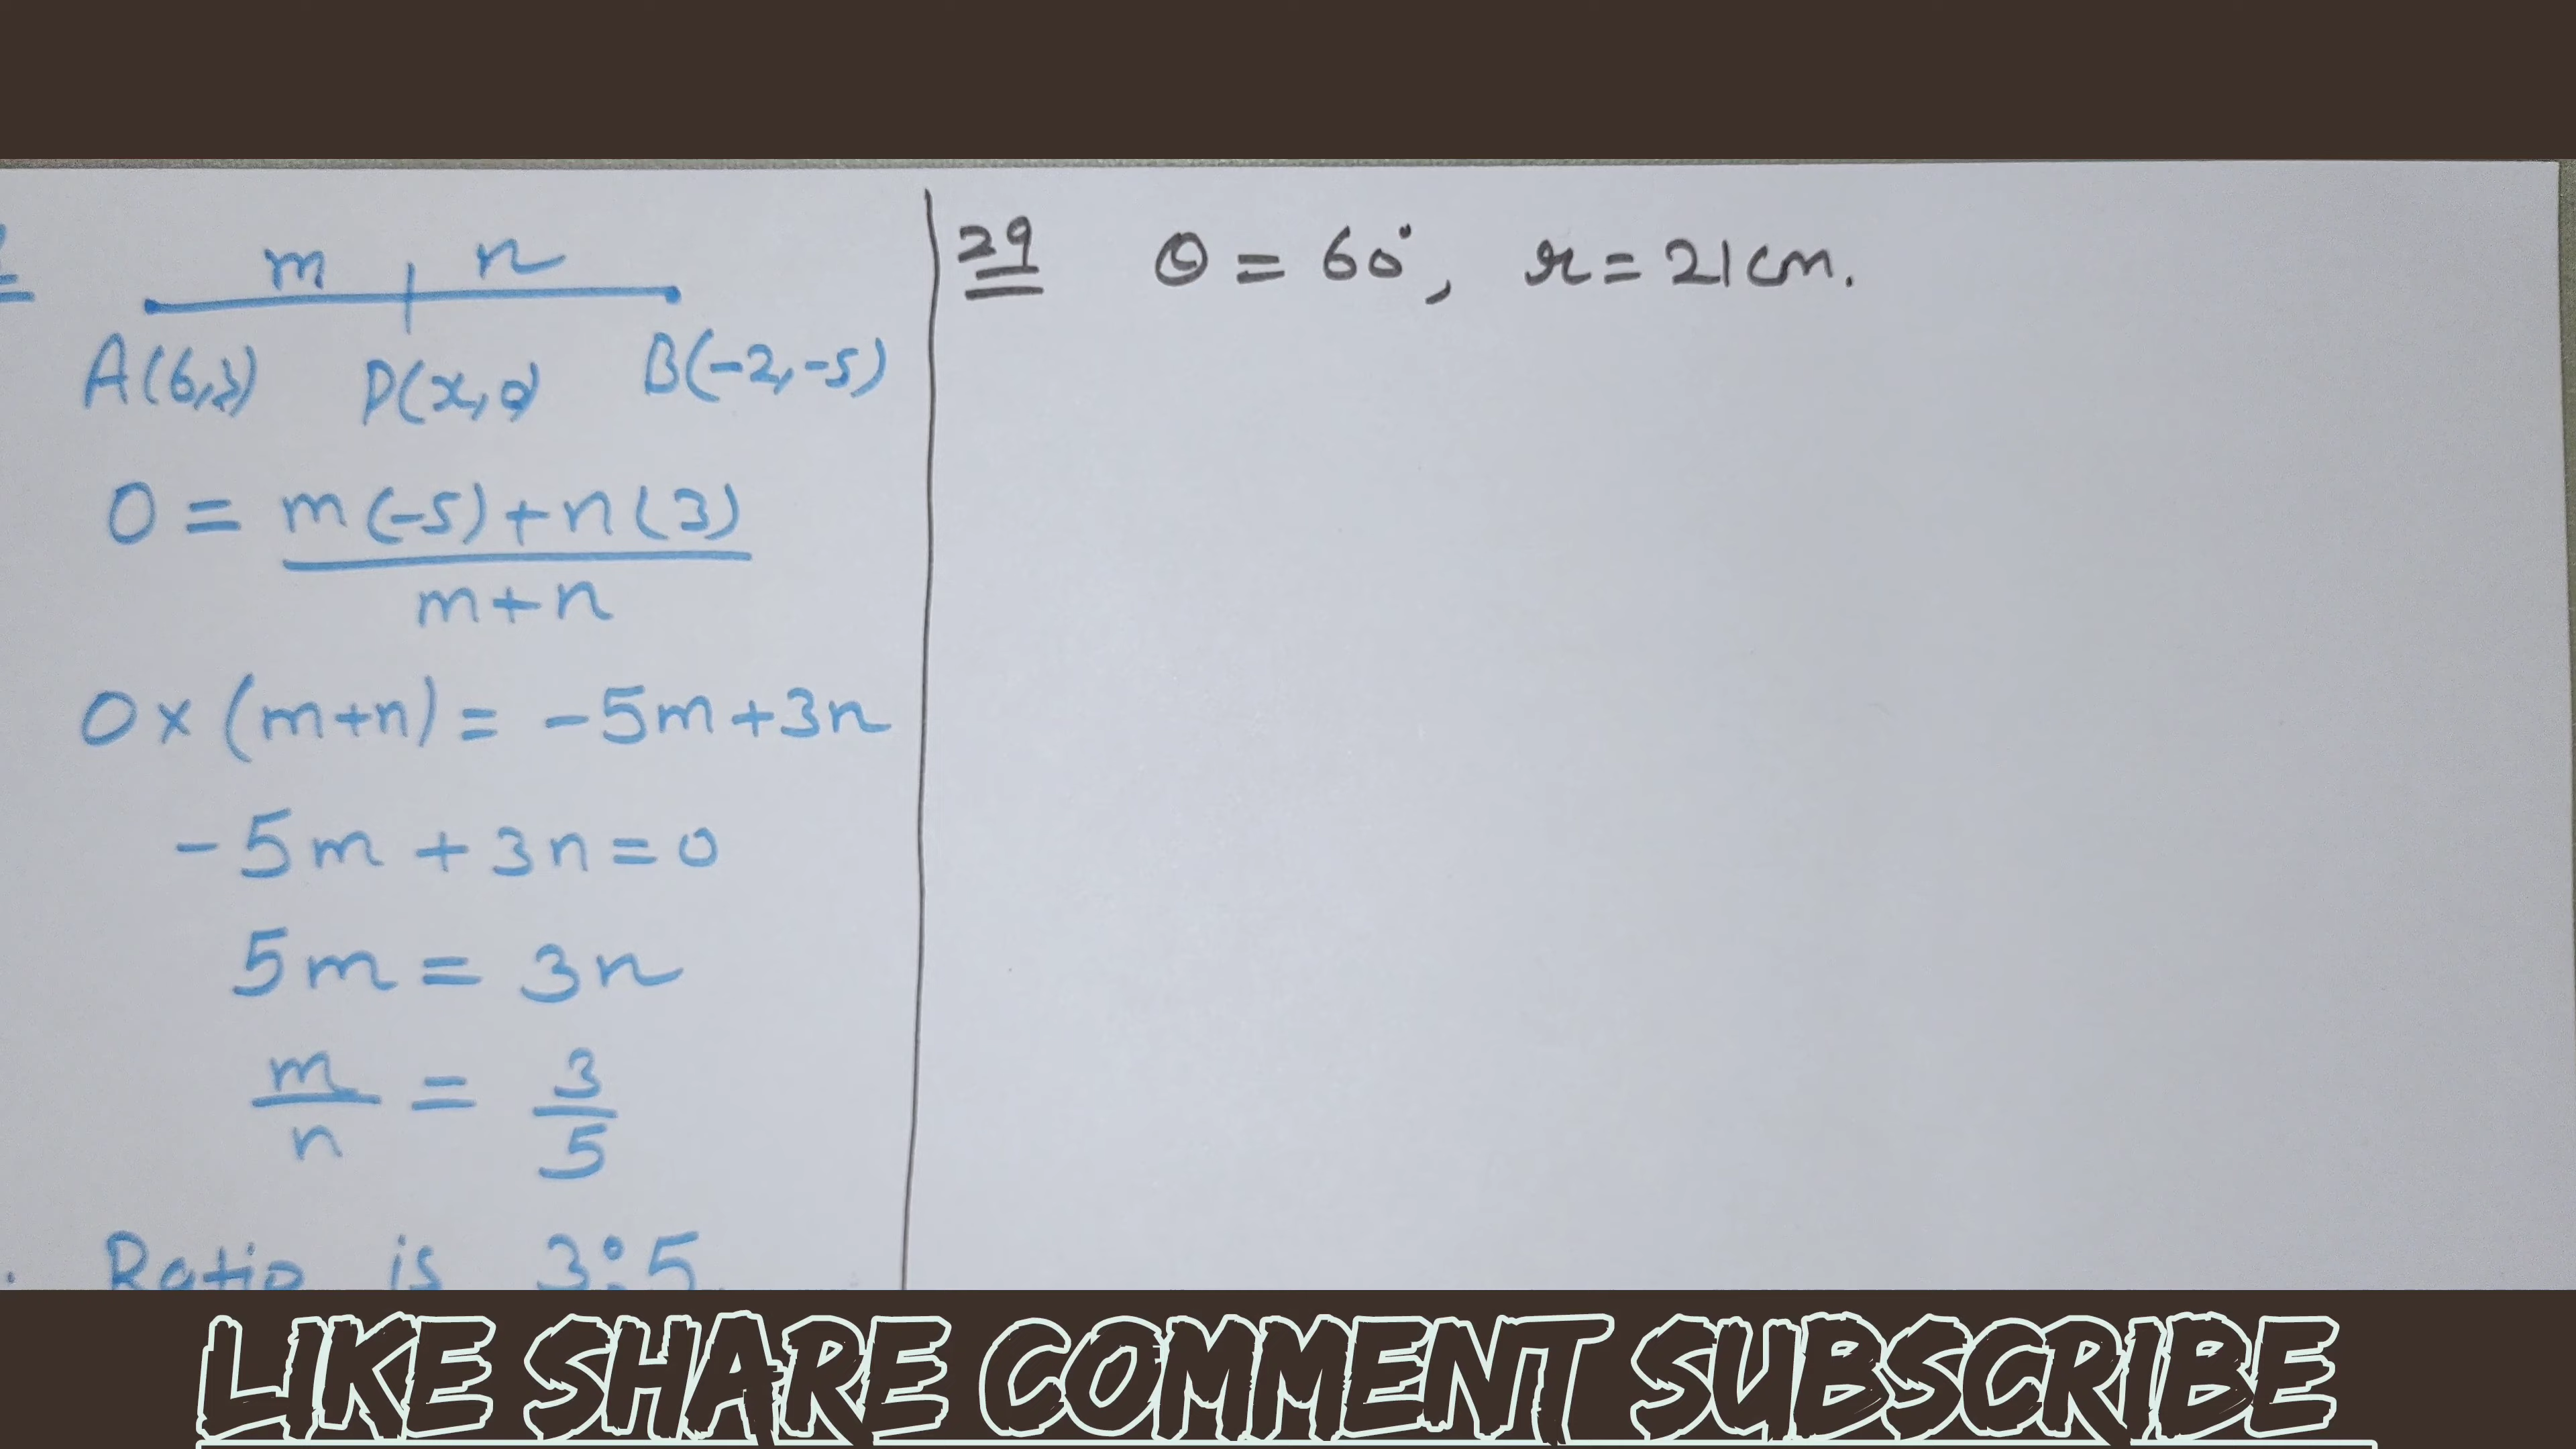 m n
A(6,3) P(x,0) B(-2,-5)
0 = m(-5)+n(3)
m+n
0×(m+n) = -5m+3n
-5m + 3n = 0
5m = 3n
m = 3
n 5
Ratio is 3:5.
29 θ = 60°, r = 21cm.
LIKE SHARE COMMENT SUBSCRIBE